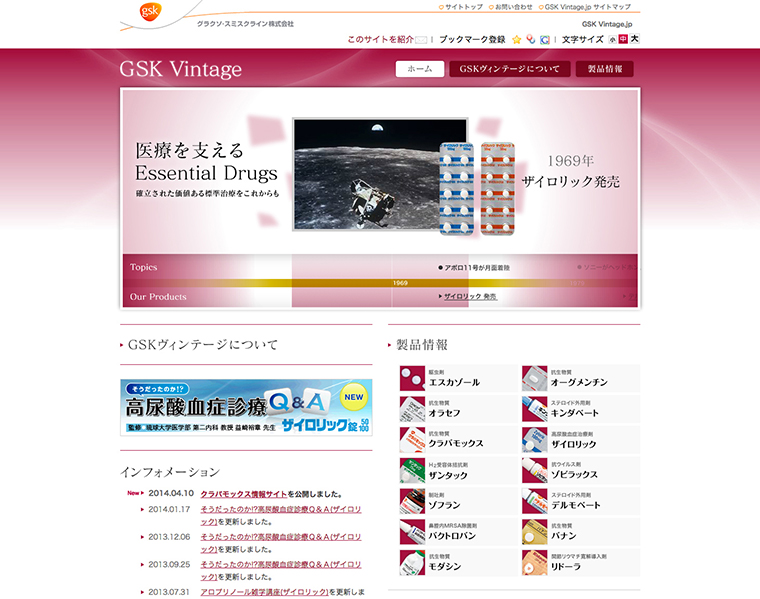 gsk
グラクソ・スミスクライン株式会社
サイトトップ お問い合わせ GSK Vintage.jp サイトマップ
GSK Vintage.jp
このサイトを紹介 | ブックマーク登録 | 文字サイズ 小 中 大
GSK Vintage
ホーム GSKヴィンテージについて 製品情報
医療を支える
Essential Drugs
確立された価値ある標準治療をこれからも
1969年
ザイロリック発売
Topics
アポロ11号が月面着陸
1969
Our Products
ザイロリック 発売
GSKヴィンテージについて
そうだったのか!?
高尿酸血症診療Q&A
NEW
監修●琉球大学医学部 第二内科 教授 益崎裕章 先生
ザイロリック錠 50 100
インフォメーション
New 2014.04.10 クラバモックス情報サイトを公開しました。
2014.01.17 そうだったのか!?高尿酸血症診療Q&A(ザイロリ
ック)を更新しました。
2013.12.06 そうだったのか!?高尿酸血症診療Q&A(ザイロリ
ック)を更新しました。
2013.09.25 そうだったのか!?高尿酸血症診療Q&A(ザイロリ
ック)を更新しました。
2013.07.31 アロプリノール雑学講座(ザイロリック)を更新しま
製品情報
駆虫剤
エスカゾール
抗生物質
オーグメンチン
抗生物質
オラセフ
ステロイド外用剤
キンダベート
抗生物質
クラバモックス
高尿酸血症治療剤
ザイロリック
H₂受容体拮抗剤
ザンタック
抗ウイルス剤
ゾビラックス
制吐剤
ゾフラン
ステロイド外用剤
デルモベート
鼻腔内MRSA除菌剤
バクトロバン
抗生物質
バナン
抗生物質
モダシン
関節リウマチ寛解導入剤
リドーラ